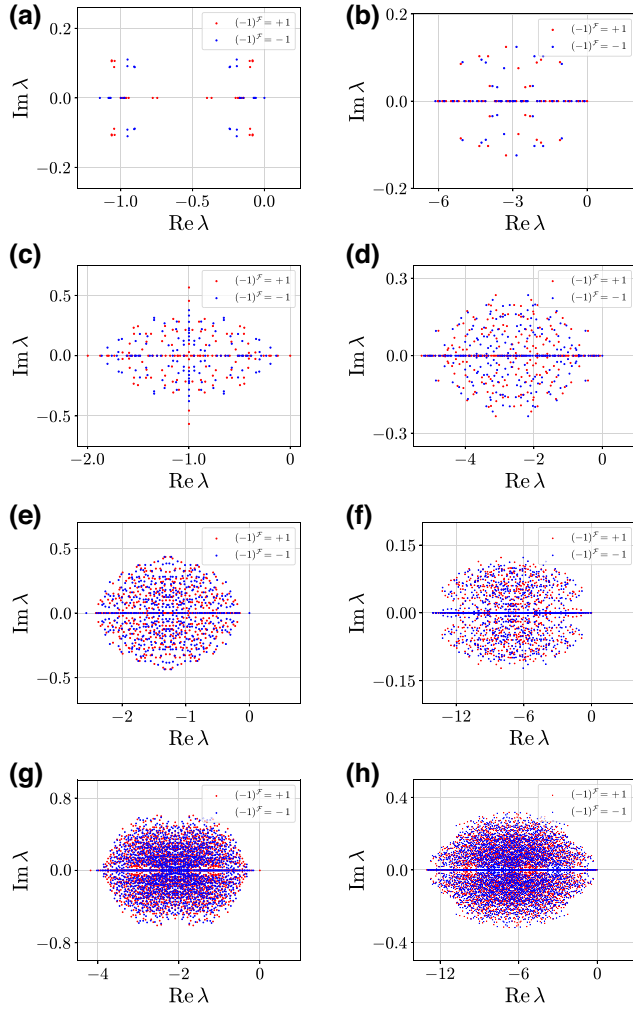 (a)
(−1)^ℱ = +1
(−1)^ℱ = −1
0.2
0.0
−0.2
Im λ
−1.0 −0.5 0.0
Re λ
(b)
(−1)^ℱ = +1
(−1)^ℱ = −1
0.2
0.0
−0.2
Im λ
−6 −3 0
Re λ
(c)
(−1)^ℱ = +1
(−1)^ℱ = −1
0.5
0.0
−0.5
Im λ
−2.0 −1.0 0
Re λ
(d)
(−1)^ℱ = +1
(−1)^ℱ = −1
0.3
0.0
−0.3
Im λ
−4 −2 0
Re λ
(e)
(−1)^ℱ = +1
(−1)^ℱ = −1
0.5
0.0
−0.5
Im λ
−2 −1 0
Re λ
(f)
(−1)^ℱ = +1
(−1)^ℱ = −1
0.15
0.00
−0.15
Im λ
−12 −6 0
Re λ
(g)
(−1)^ℱ = +1
(−1)^ℱ = −1
0.8
0.0
−0.8
Im λ
−4 −2 0
Re λ
(h)
(−1)^ℱ = +1
(−1)^ℱ = −1
0.4
0.0
−0.4
Im λ
−12 −6 0
Re λ